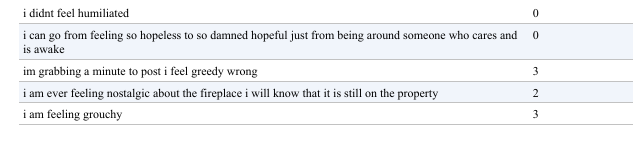 i didnt feel humiliated 0
i can go from feeling so hopeless to so damned hopeful just from being around someone who cares and 0
is awake
im grabbing a minute to post i feel greedy wrong 3
i am ever feeling nostalgic about the fireplace i will know that it is still on the property 2
i am feeling grouchy 3